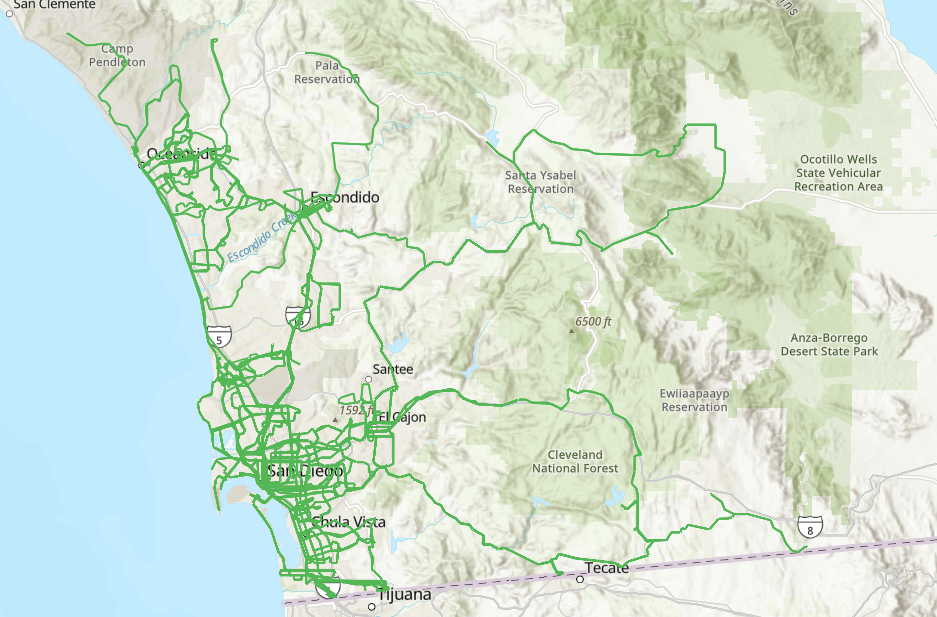 San Clemente
Camp
Pendleton
Pala
Reservation
Oceanside
Santa Ysabel
Reservation
Ocotillo Wells
State Vehicular
Recreation Area
Escondido
Escondido Creek
15
5
6500 ft
Anza-Borrego
Desert State Park
Santee
Ewiiaapaayp
Reservation
1592 ft
El Cajon
Cleveland
National Forest
San Diego
Chula Vista
8
Tecate
Tijuana